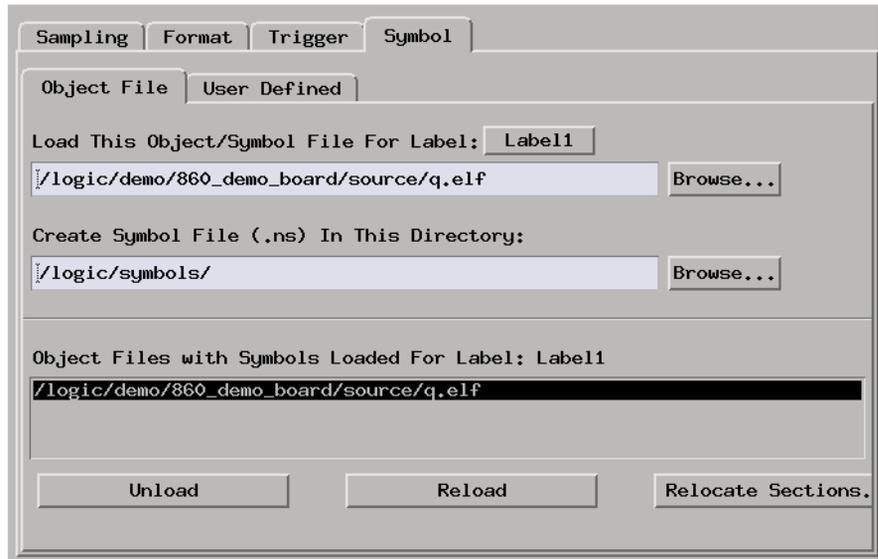 Sampling Format Trigger Symbol
Object File User Defined
Load This Object/Symbol File For Label: Label1
/logic/demo/860_demo_board/source/q.elf Browse...
Create Symbol File (.ns) In This Directory:
/logic/symbols/ Browse...
Object Files with Symbols Loaded For Label: Label1
/logic/demo/860_demo_board/source/q.elf
Unload Reload Relocate Sections.